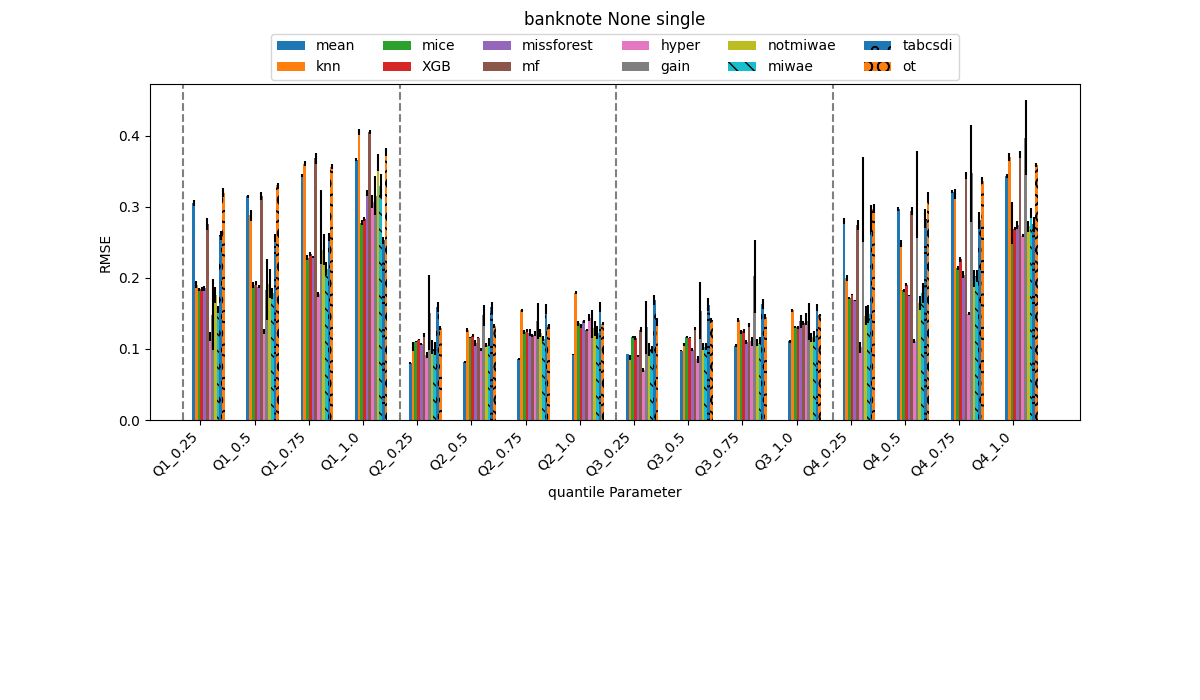 banknote None single
mean mice missforest hyper notmiwae tabcsdi
knn XGB mf gain miwae ot
0.4
0.3
0.2
0.1
0.0
RMSE
Q1_0.25 Q1_0.5 Q1_0.75 Q1_1.0 Q2_0.25 Q2_0.5 Q2_0.75 Q2_1.0 Q3_0.25 Q3_0.5 Q3_0.75 Q3_1.0 Q4_0.25 Q4_0.5 Q4_0.75 Q4_1.0
quantile Parameter